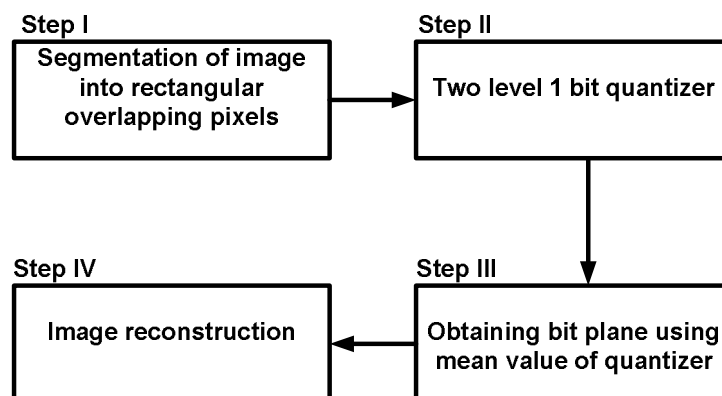 Step I
Segmentation of image
into rectangular
overlapping pixels
Step II
Two level 1 bit quantizer
Step III
Obtaining bit plane using
mean value of quantizer
Step IV
Image reconstruction